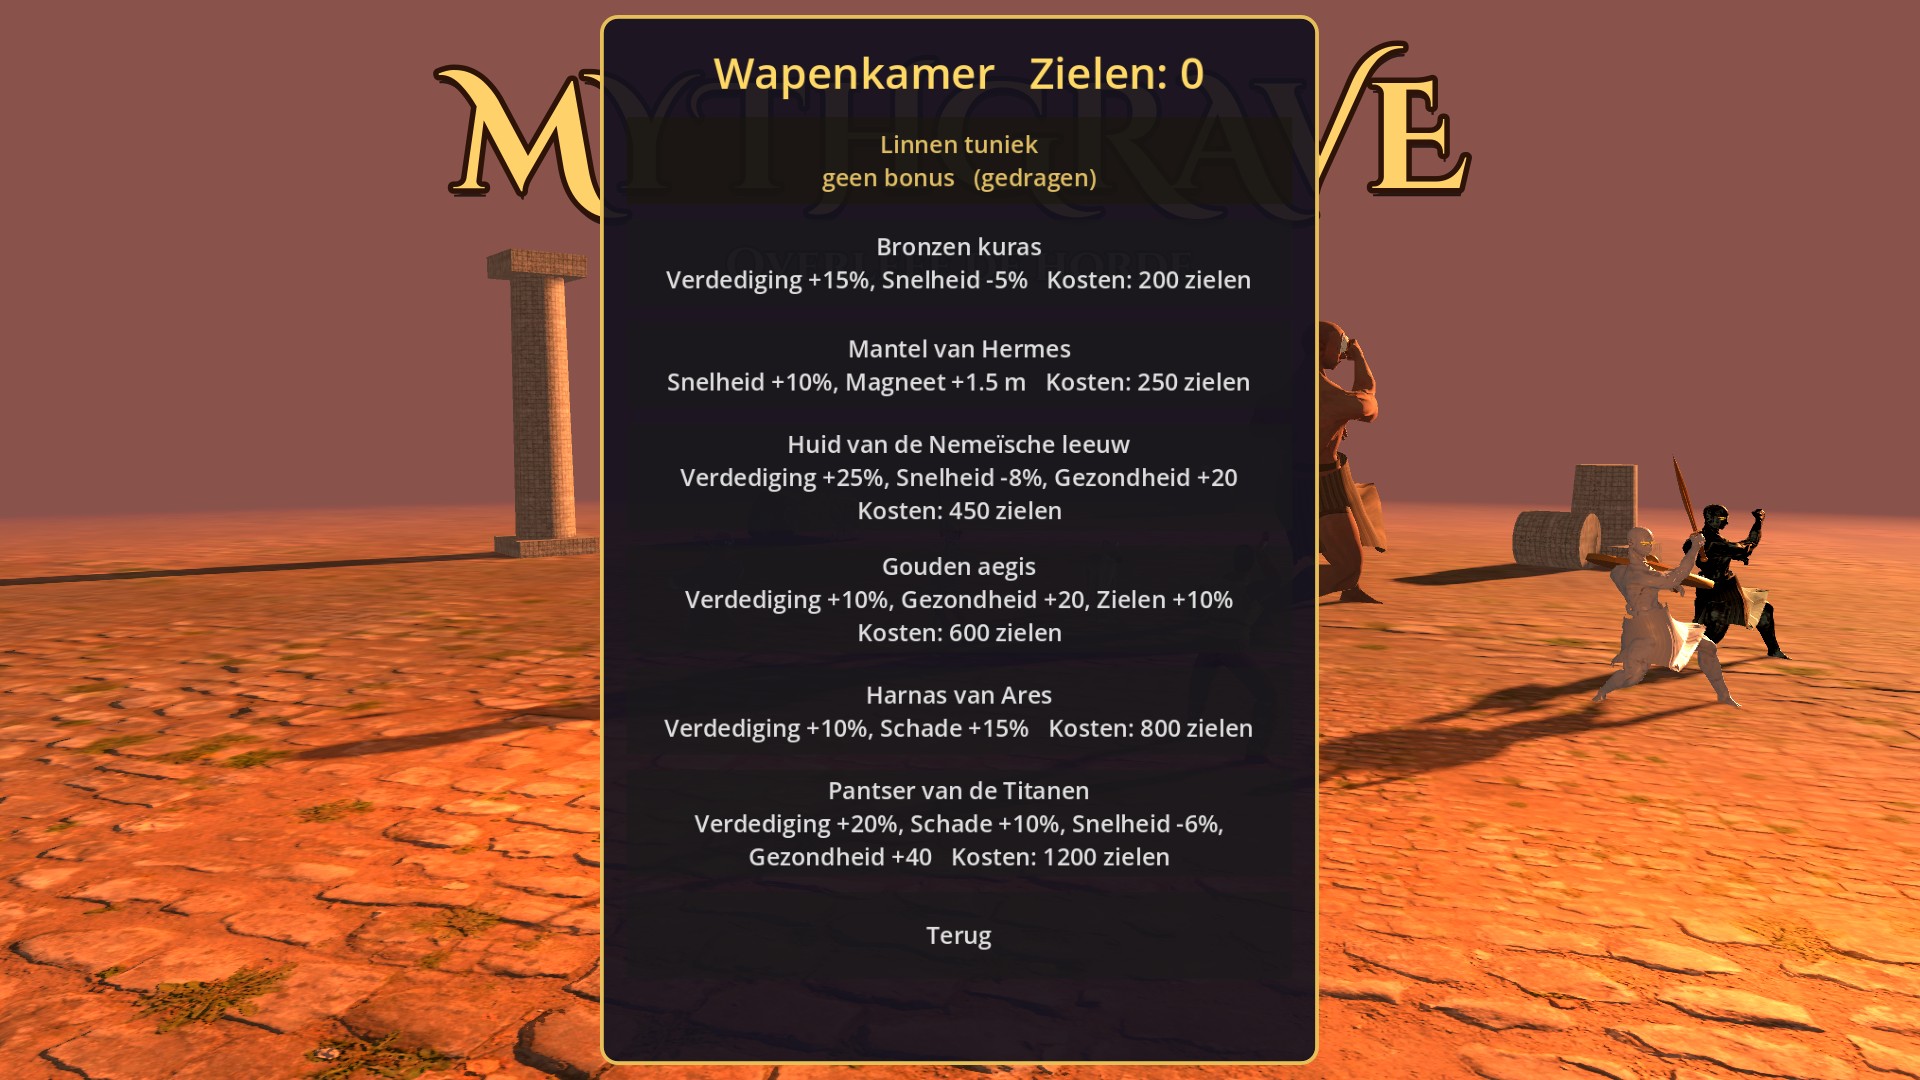 MYTHGRAVE
Wapenkamer Zielen: 0
Linnen tuniek
geen bonus (gedragen)
Bronzen kuras
Verdediging +15%, Snelheid -5% Kosten: 200 zielen
Mantel van Hermes
Snelheid +10%, Magneet +1.5 m Kosten: 250 zielen
Huid van de Nemeïsche leeuw
Verdediging +25%, Snelheid -8%, Gezondheid +20
Kosten: 450 zielen
Gouden aegis
Verdediging +10%, Gezondheid +20, Zielen +10%
Kosten: 600 zielen
Harnas van Ares
Verdediging +10%, Schade +15% Kosten: 800 zielen
Pantser van de Titanen
Verdediging +20%, Schade +10%, Snelheid -6%,
Gezondheid +40 Kosten: 1200 zielen
Terug